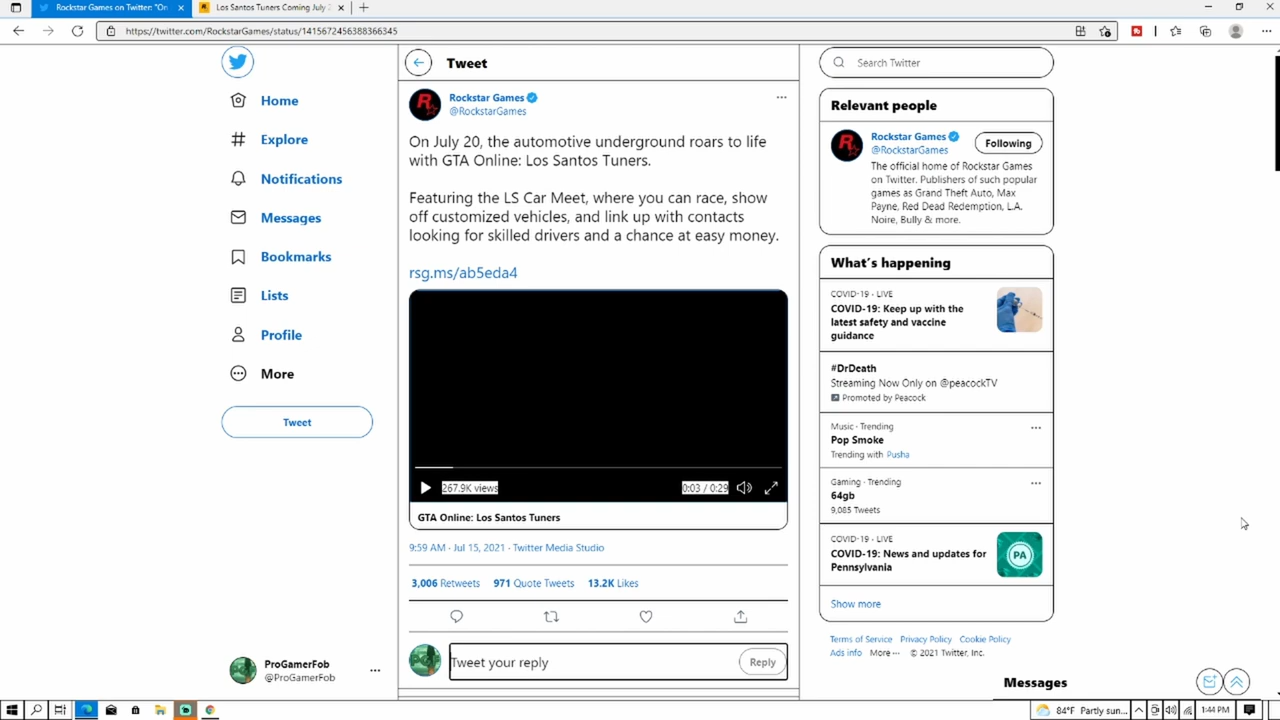 Rockstar Games on Twitter: "On
Los Santos Tuners Coming July 2
https://twitter.com/RockstarGames/status/1415672456388366345
Home
Explore
Notifications
Messages
Bookmarks
Lists
Profile
More
Tweet
ProGamerFob
@ProGamerFob
Tweet
Rockstar Games
@RockstarGames
On July 20, the automotive underground roars to life
with GTA Online: Los Santos Tuners.
Featuring the LS Car Meet, where you can race, show
off customized vehicles, and link up with contacts
looking for skilled drivers and a chance at easy money.
rsg.ms/ab5eda4
267.9K views
0:03 / 0:29
GTA Online: Los Santos Tuners
9:59 AM · Jul 15, 2021 · Twitter Media Studio
3,006 Retweets 971 Quote Tweets 13.2K Likes
Tweet your reply
Reply
Search Twitter
Relevant people
Rockstar Games
@RockstarGames
Following
The official home of Rockstar Games
on Twitter. Publishers of such popular
games as Grand Theft Auto, Max
Payne, Red Dead Redemption, L.A.
Noire, Bully & more.
What's happening
COVID-19 · LIVE
COVID-19: Keep up with the
latest safety and vaccine
guidance
#DrDeath
Streaming Now Only on @peacockTV
Promoted by Peacock
Music · Trending
Pop Smoke
Trending with Pusha
Gaming · Trending
64gb
9,085 Tweets
COVID-19 · LIVE
COVID-19: News and updates for
Pennsylvania
PA
Show more
Terms of Service Privacy Policy Cookie Policy
Ads info More ··· © 2021 Twitter, Inc.
Messages
84°F Partly sun...
1:44 PM